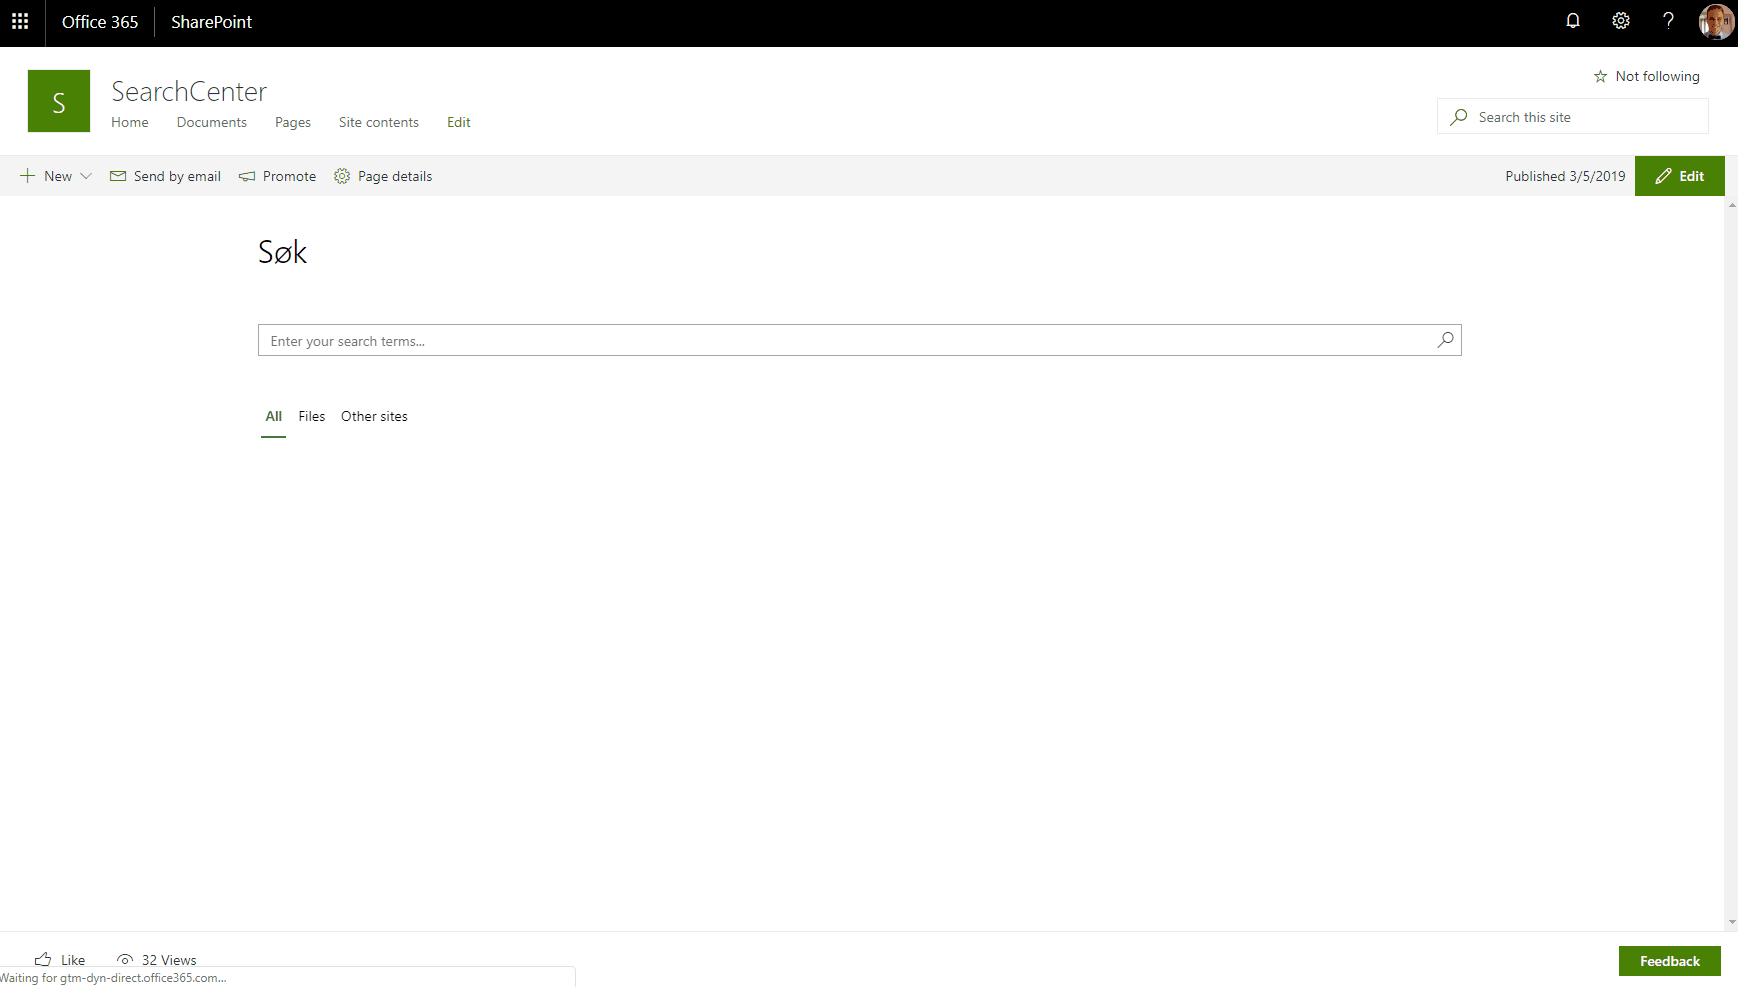 Office 365 SharePoint
Not following
S
SearchCenter
Home Documents Pages Site contents Edit
Search this site
New Send by email Promote Page details Published 3/5/2019 Edit
Søk
Enter your search terms...
All Files Other sites
Like 32 Views
Feedback
Waiting for gtm-dyn-direct.office365.com...